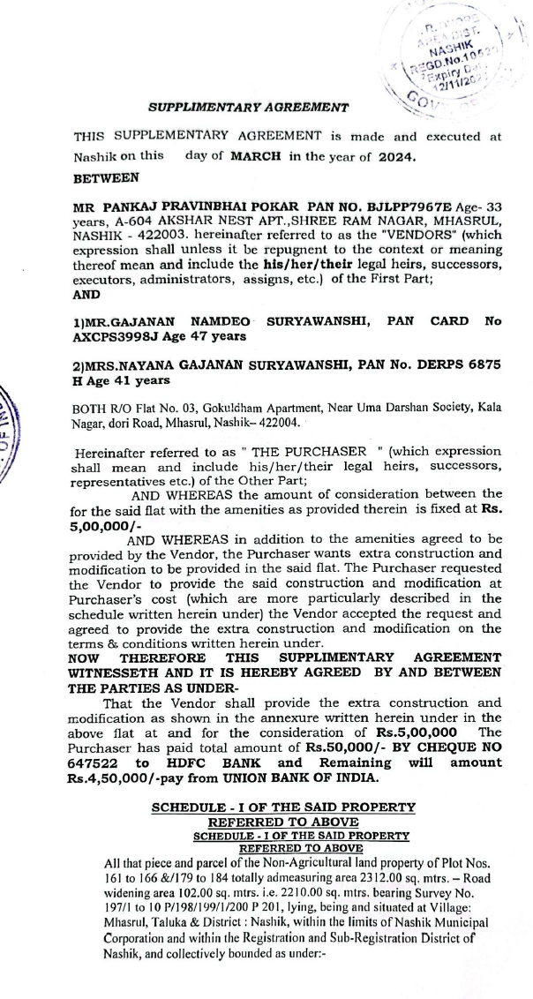 NASHIK
REGD.No.
12/11/202
SUPPLIMENTARY AGREEMENT
THIS SUPPLEMENTARY AGREEMENT is made and executed at
Nashik on this day of MARCH in the year of 2024.
BETWEEN
MR PANKAJ PRAVINBHAI POKAR PAN NO. BJLPP7967E Age- 33
years, A-604 AKSHAR NEST APT.,SHREE RAM NAGAR, MHASRUL,
NASHIK - 422003. hereinafter referred to as the "VENDORS" (which
expression shall unless it be repugnent to the context or meaning
thereof mean and include the his/her/their legal heirs, successors,
executors, administrators, assigns, etc.) of the First Part;
AND
1)MR.GAJANAN NAMDEO SURYAWANSHI, PAN CARD No
AXCPS3998J Age 47 years
2)MRS.NAYANA GAJANAN SURYAWANSHI, PAN No. DERPS 6875
H Age 41 years
BOTH R/O Flat No. 03, Gokuldham Apartment, Near Uma Darshan Society, Kala
Nagar, dori Road, Mhasrul, Nashik– 422004.
Hereinafter referred to as " THE PURCHASER " (which expression
shall mean and include his/her/their legal heirs, successors,
representatives etc.) of the Other Part;
AND WHEREAS the amount of consideration between the
for the said flat with the amenities as provided therein is fixed at Rs.
5,00,000/-
AND WHEREAS in addition to the amenities agreed to be
provided by the Vendor, the Purchaser wants extra construction and
modification to be provided in the said flat. The Purchaser requested
the Vendor to provide the said construction and modification at
Purchaser's cost (which are more particularly described in the
schedule written herein under) the Vendor accepted the request and
agreed to provide the extra construction and modification on the
terms & conditions written herein under.
NOW THEREFORE THIS SUPPLIMENTARY AGREEMENT
WITNESSETH AND IT IS HEREBY AGREED BY AND BETWEEN
THE PARTIES AS UNDER-
That the Vendor shall provide the extra construction and
modification as shown in the annexure written herein under in the
above flat at and for the consideration of Rs.5,00,000 The
Purchaser has paid total amount of Rs.50,000/- BY CHEQUE NO
647522 to HDFC BANK and Remaining will amount
Rs.4,50,000/-pay from UNION BANK OF INDIA.
SCHEDULE - I OF THE SAID PROPERTY
REFERRED TO ABOVE
SCHEDULE - I OF THE SAID PROPERTY
REFERRED TO ABOVE
All that piece and parcel of the Non-Agricultural land property of Plot Nos.
161 to 166 &/179 to 184 totally admeasuring area 2312.00 sq. mtrs. – Road
widening area 102.00 sq. mtrs. i.e. 2210.00 sq. mtrs. bearing Survey No.
197/1 to 10 P/198/199/1/200 P 201, lying, being and situated at Village:
Mhasrul, Taluka & District : Nashik, within the limits of Nashik Municipal
Corporation and within the Registration and Sub-Registration District of
Nashik, and collectively bounded as under:-